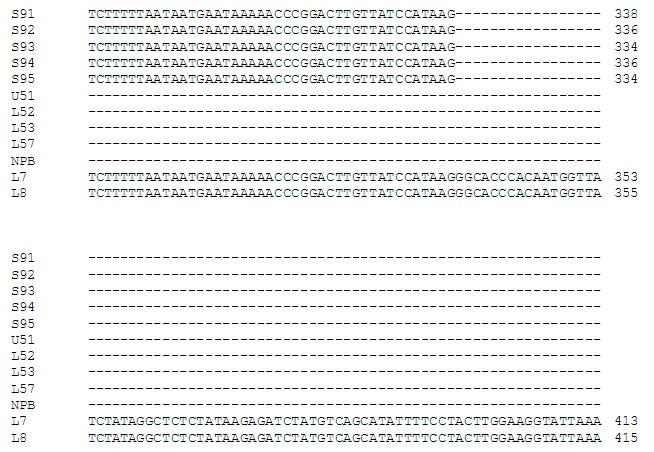 S91 TCTTTTTAATAATGAATAAAAACCCGGACTTGTTATCCATAAG----------------- 338
S92 TCTTTTTAATAATGAATAAAAACCCGGACTTGTTATCCATAAG----------------- 336
S93 TCTTTTTAATAATGAATAAAAACCCGGACTTGTTATCCATAAG----------------- 334
S94 TCTTTTTAATAATGAATAAAAACCCGGACTTGTTATCCATAAG----------------- 336
S95 TCTTTTTAATAATGAATAAAAACCCGGACTTGTTATCCATAAG----------------- 334
U51 ------------------------------------------------------------
L52 ------------------------------------------------------------
L53 ------------------------------------------------------------
L57 ------------------------------------------------------------
NPB ------------------------------------------------------------
L7 TCTTTTTAATAATGAATAAAAACCCGGACTTGTTATCCATAAGGGCACCCACAATGGTTA 353
L8 TCTTTTTAATAATGAATAAAAACCCGGACTTGTTATCCATAAGGGCACCCACAATGGTTA 355
S91 ------------------------------------------------------------
S92 ------------------------------------------------------------
S93 ------------------------------------------------------------
S94 ------------------------------------------------------------
S95 ------------------------------------------------------------
U51 ------------------------------------------------------------
L52 ------------------------------------------------------------
L53 ------------------------------------------------------------
L57 ------------------------------------------------------------
NPB ------------------------------------------------------------
L7 TCTATAGGCTCTCTATAAGAGATCTATGTCAGCATATTTTCCTACTTGGAAGGTATTAAA 413
L8 TCTATAGGCTCTCTATAAGAGATCTATGTCAGCATATTTTCCTACTTGGAAGGTATTAAA 415